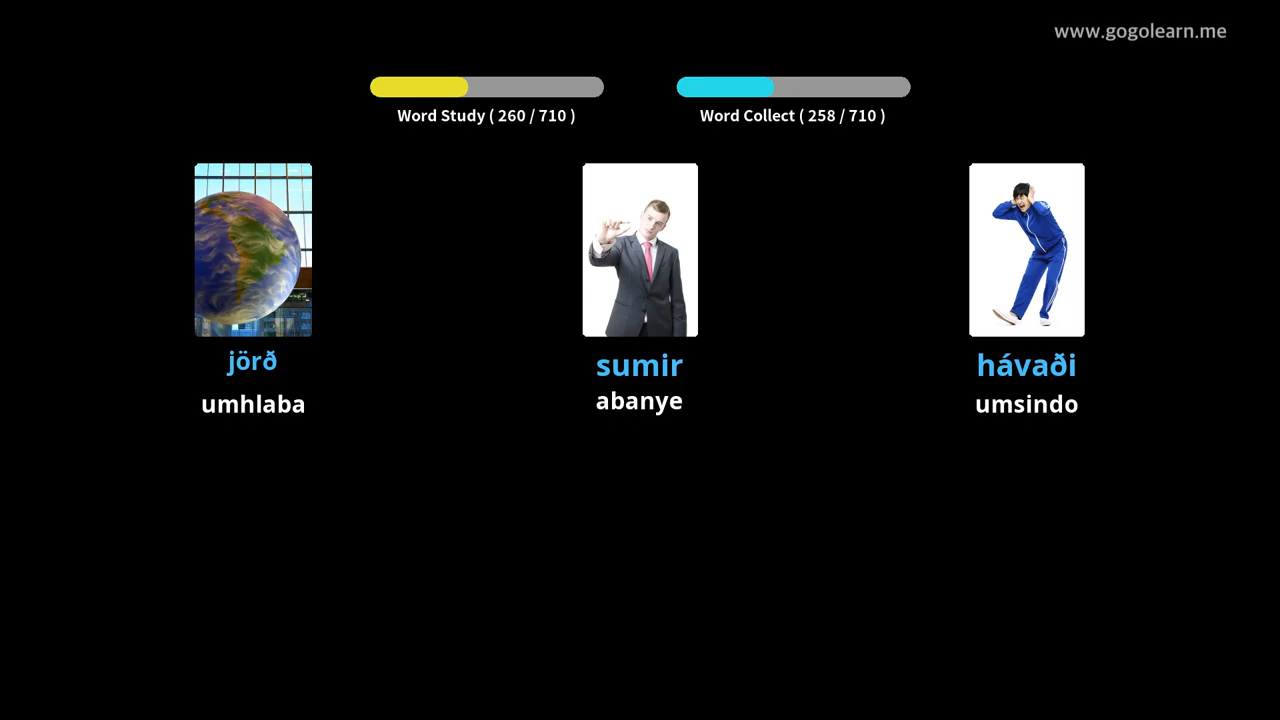 www.gogolearn.me
Word Study ( 260 / 710 )
Word Collect ( 258 / 710 )
jörð
umhlaba
sumir
abanye
hávaði
umsindo